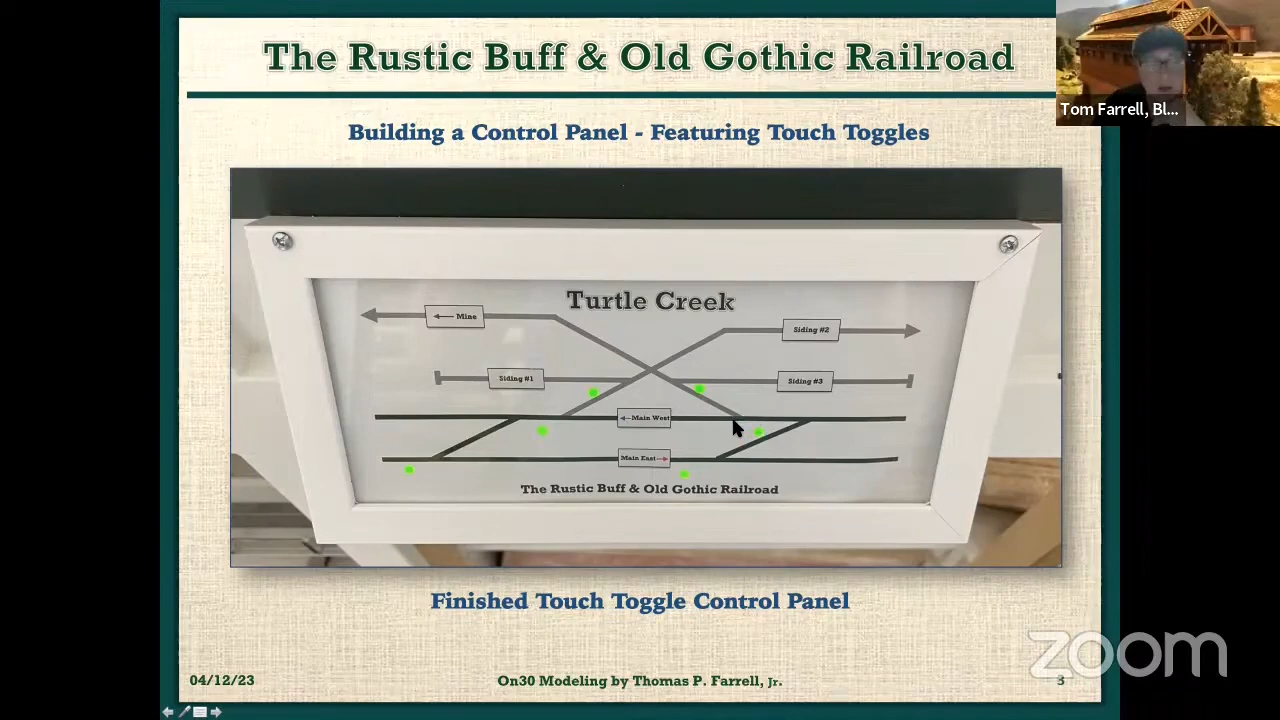 The Rustic Buff & Old Gothic Railroad
Tom Farrell, Bl...
Building a Control Panel - Featuring Touch Toggles
Turtle Creek
← Mine
Siding #2
Siding #1
Siding #3
←Main West
Main East→
The Rustic Buff & Old Gothic Railroad
Finished Touch Toggle Control Panel
zoom
04/12/23
On30 Modeling by Thomas P. Farrell, Jr.
3